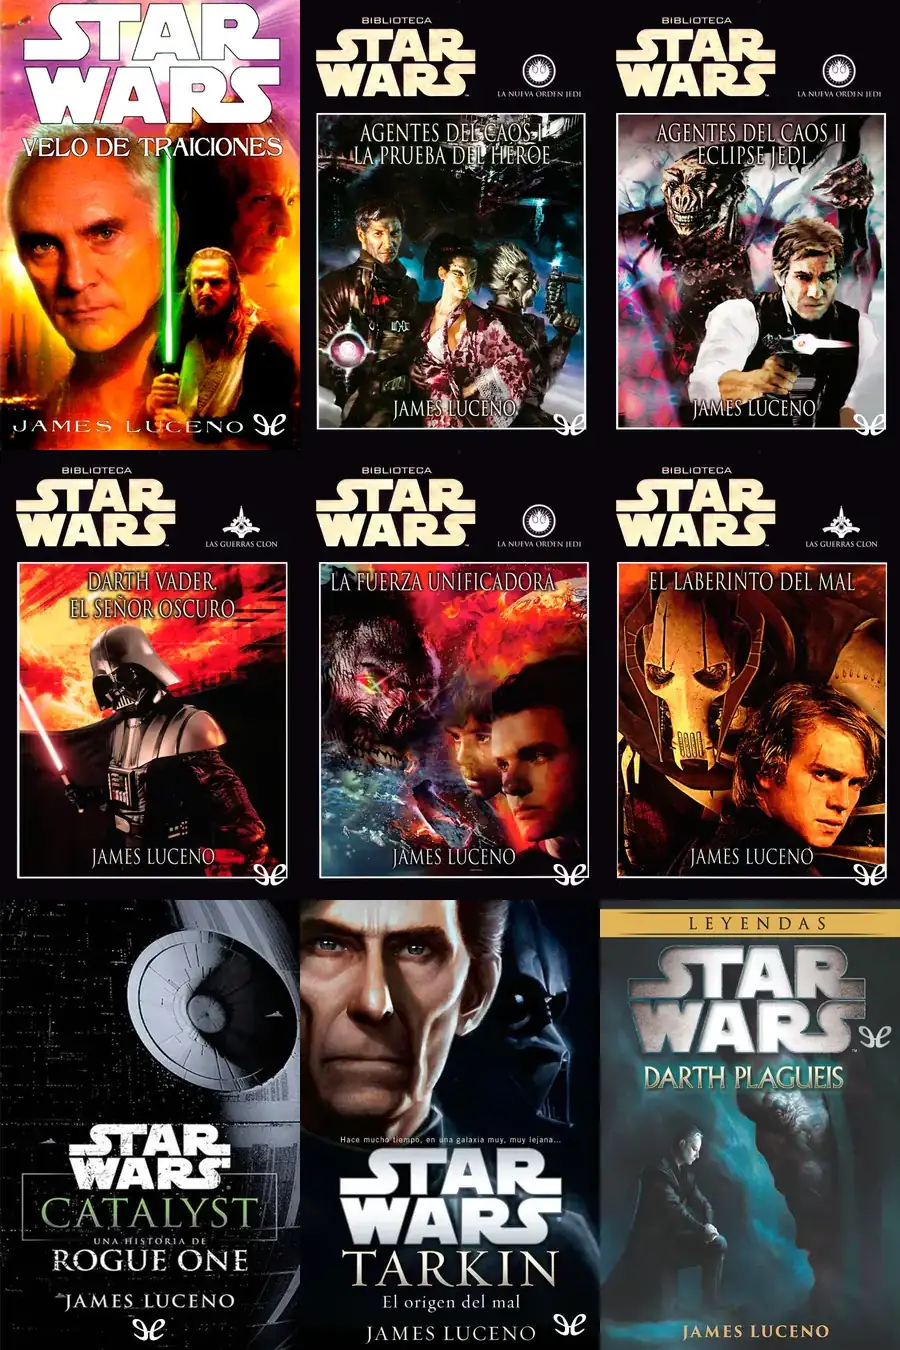 STAR
WARS
VELO DE TRAICIONES
JAMES LUCENO
BIBLIOTECA
STAR
WARS
LA NUEVA ORDEN JEDI
AGENTES DEL CAOS I
LA PRUEBA DEL HÉROE
JAMES LUCENO
BIBLIOTECA
STAR
WARS
LA NUEVA ORDEN JEDI
AGENTES DEL CAOS II
ECLIPSE JEDI
JAMES LUCENO
BIBLIOTECA
STAR
WARS
LAS GUERRAS CLON
DARTH VADER.
EL SEÑOR OSCURO
JAMES LUCENO
BIBLIOTECA
STAR
WARS
LA NUEVA ORDEN JEDI
LA FUERZA UNIFICADORA
JAMES LUCENO
BIBLIOTECA
STAR
WARS
LAS GUERRAS CLON
EL LABERINTO DEL MAL
JAMES LUCENO
STAR
WARS
CATALYST
UNA HISTORIA DE
ROGUE ONE
JAMES LUCENO
Hace mucho tiempo, en una galaxia muy, muy lejana...
STAR
WARS
TARKIN
El origen del mal
JAMES LUCENO
LEYENDAS
STAR
WARS
DARTH PLAGUEIS
JAMES LUCENO